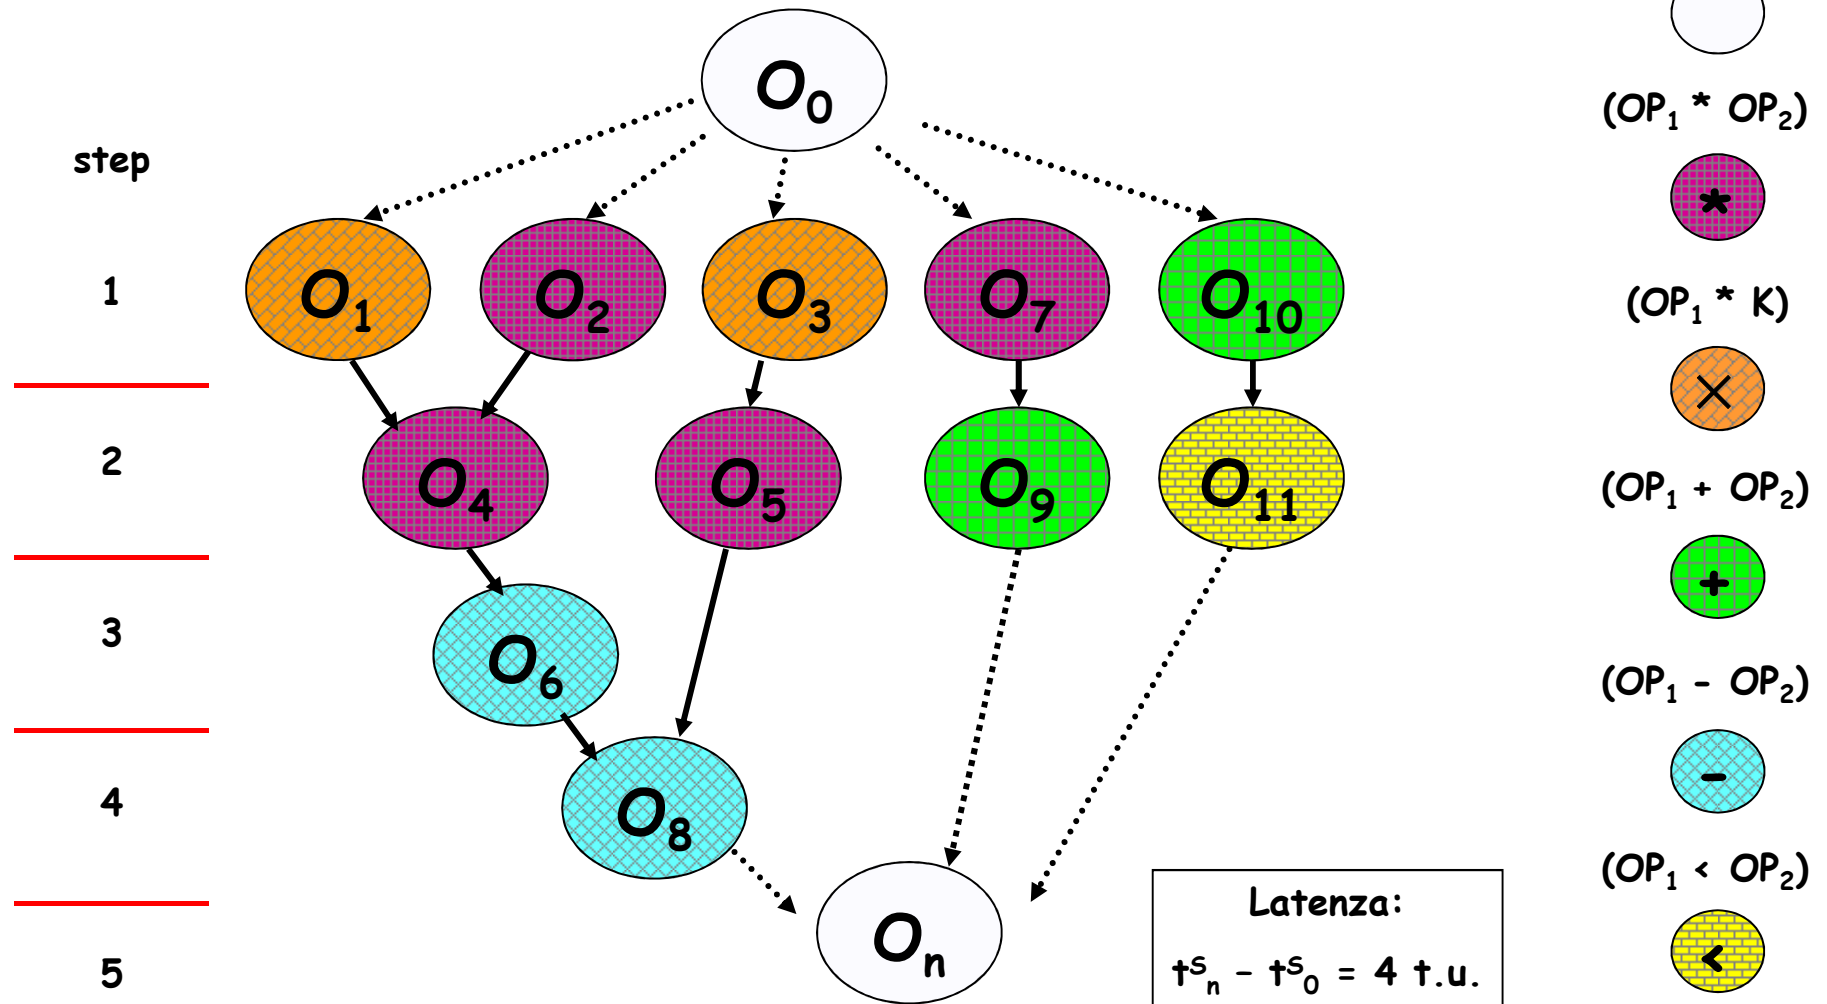 O₀
step
1
O₁ O₂ O₃ O₇ O₁₀
2
O₄ O₅ O₉ O₁₁
3
O₆
4
O₈
5
Oₙ
Latenza:
tˢₙ - tˢ₀ = 4 t.u.
(OP₁ * OP₂)
*
(OP₁ * K)
×
(OP₁ + OP₂)
+
(OP₁ - OP₂)
-
(OP₁ < OP₂)
<